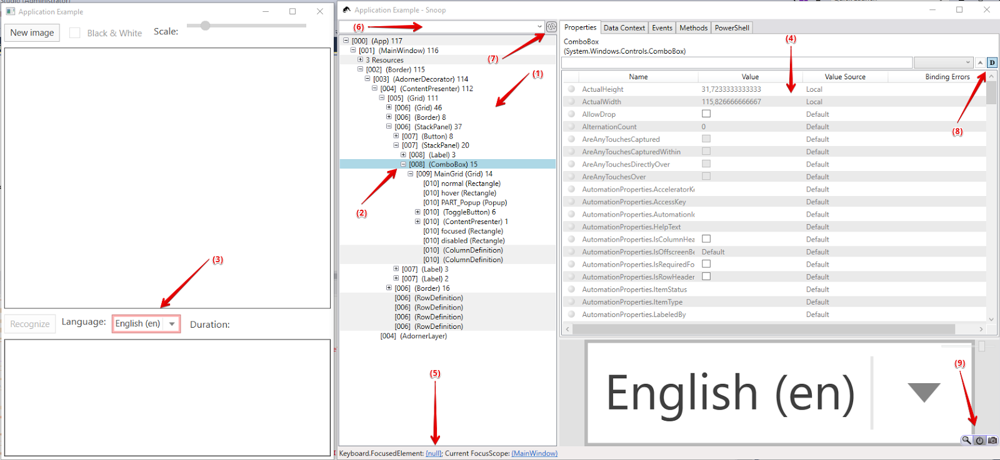 Studio (Administrator)
Application Example
New image
Black & White
Scale:
(3)
Recognize
Language:
English (en)
Duration:
Application Example - Snoop
(6)
(7)
[000] (App) 117
[001] (MainWindow) 116
3 Resources
[002] (Border) 115
[003] (AdornerDecorator) 114
[004] (ContentPresenter) 112
[005] (Grid) 111
[006] (Grid) 46
[006] (Border) 8
[006] (StackPanel) 37
[007] (Button) 8
[007] (StackPanel) 20
[008] (Label) 3
[008] (ComboBox) 15
[009] MainGrid (Grid) 14
[010] normal (Rectangle)
[010] hover (Rectangle)
[010] PART_Popup (Popup)
[010] (ToggleButton) 6
[010] (ContentPresenter) 1
[010] focused (Rectangle)
[010] disabled (Rectangle)
[010] (ColumnDefinition)
[010] (ColumnDefinition)
[007] (Label) 3
[007] (Label) 2
[006] (Border) 16
[006] (RowDefinition)
[006] (RowDefinition)
[006] (RowDefinition)
[006] (RowDefinition)
[004] (AdornerLayer)
(1)
(2)
(5)
Keyboard.FocusedElement: (null); Current FocusScope: (MainWindow)
Properties Data Context Events Methods PowerShell
ComboBox
(System.Windows.Controls.ComboBox)
(4)
D
Name Value Value Source Binding Errors
ActualHeight 31,7233333333333 Local
ActualWidth 115,826666666667 Local
AllowDrop Default
AlternationCount 0 Default
AreAnyTouchesCaptured Default
AreAnyTouchesCapturedWithin Default
AreAnyTouchesDirectlyOver Default
AreAnyTouchesOver Default
AutomationProperties.AcceleratorKe Default
AutomationProperties.AccessKey Default
AutomationProperties.AutomationIc Default
AutomationProperties.HelpText Default
AutomationProperties.IsColumnHea Default
AutomationProperties.IsOffscreenBe Default Default
AutomationProperties.IsRequiredFo Default
AutomationProperties.IsRowHeader Default
AutomationProperties.ItemStatus Default
AutomationProperties.ItemType Default
AutomationProperties.LabeledBy Default
(8)
English (en)
(9)